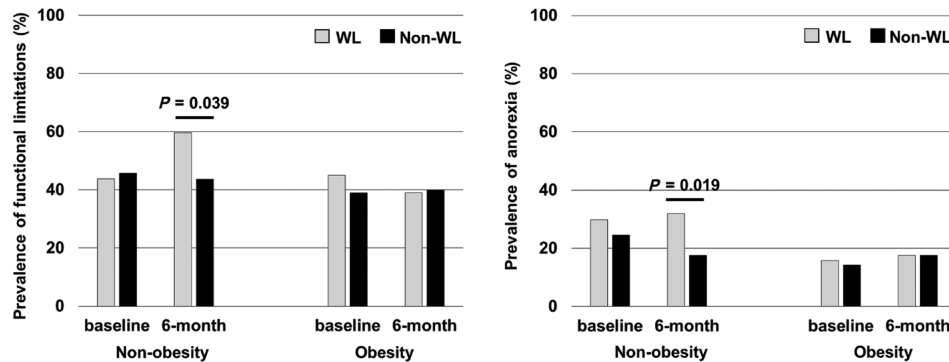 Prevalence of functional limitations (%)
100
80
60
40
20
0
WL Non-WL
P = 0.039
baseline 6-month baseline 6-month
Non-obesity Obesity
Prevalence of anorexia (%)
100
80
60
40
20
0
WL Non-WL
P = 0.019
baseline 6-month baseline 6-month
Non-obesity Obesity